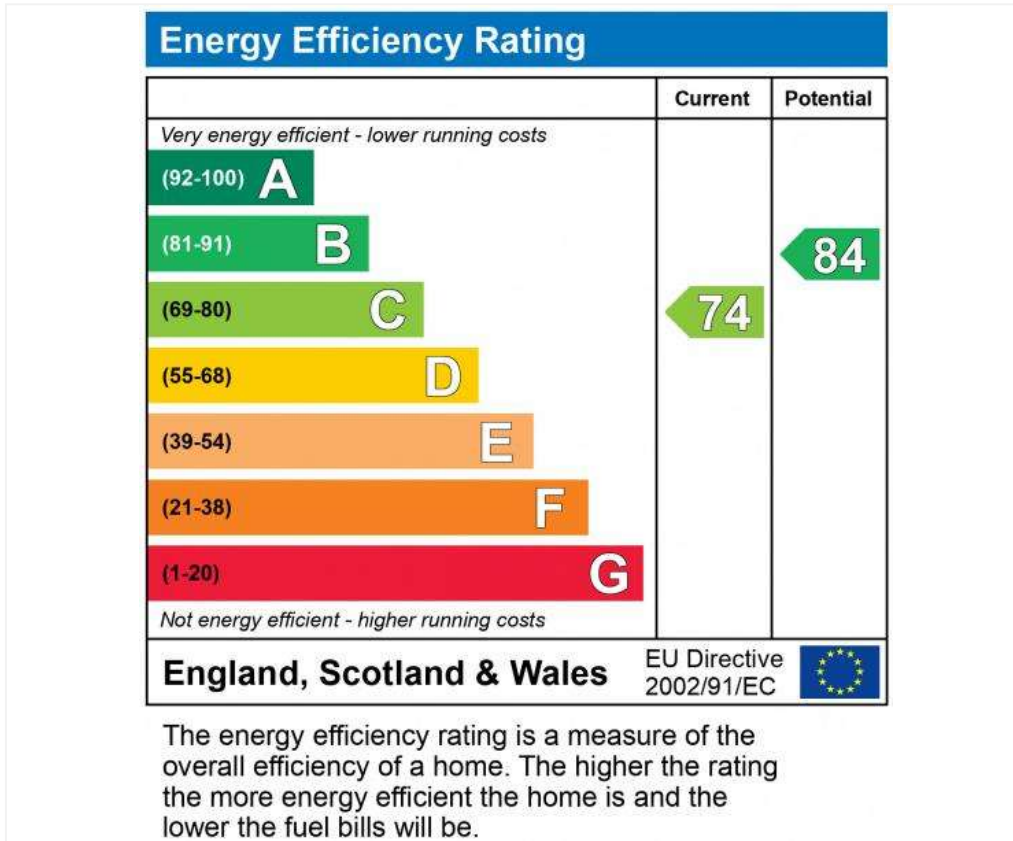 Energy Efficiency Rating
Current Potential
Very energy efficient - lower running costs
(92-100) A
(81-91) B 84
(69-80) C 74
(55-68) D
(39-54) E
(21-38) F
(1-20) G
Not energy efficient - higher running costs
England, Scotland & Wales
EU Directive
2002/91/EC
The energy efficiency rating is a measure of the
overall efficiency of a home. The higher the rating
the more energy efficient the home is and the
lower the fuel bills will be.